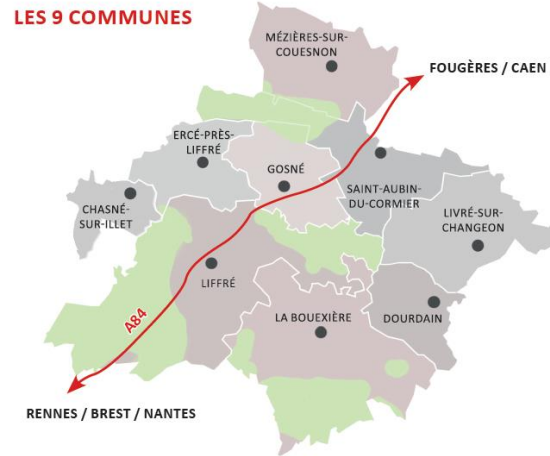 LES 9 COMMUNES
MÉZIÈRES-SUR-
COUESNON
FOUGÈRES / CAEN
ERCÉ-PRÈS-
LIFFRÉ
GOSNÉ
SAINT-AUBIN-
DU-CORMIER
CHASNÉ-
SUR-ILLET
LIVRÉ-SUR-
CHANGEON
LIFFRÉ
A84
LA BOUEXIÈRE
DOURDAIN
RENNES / BREST / NANTES